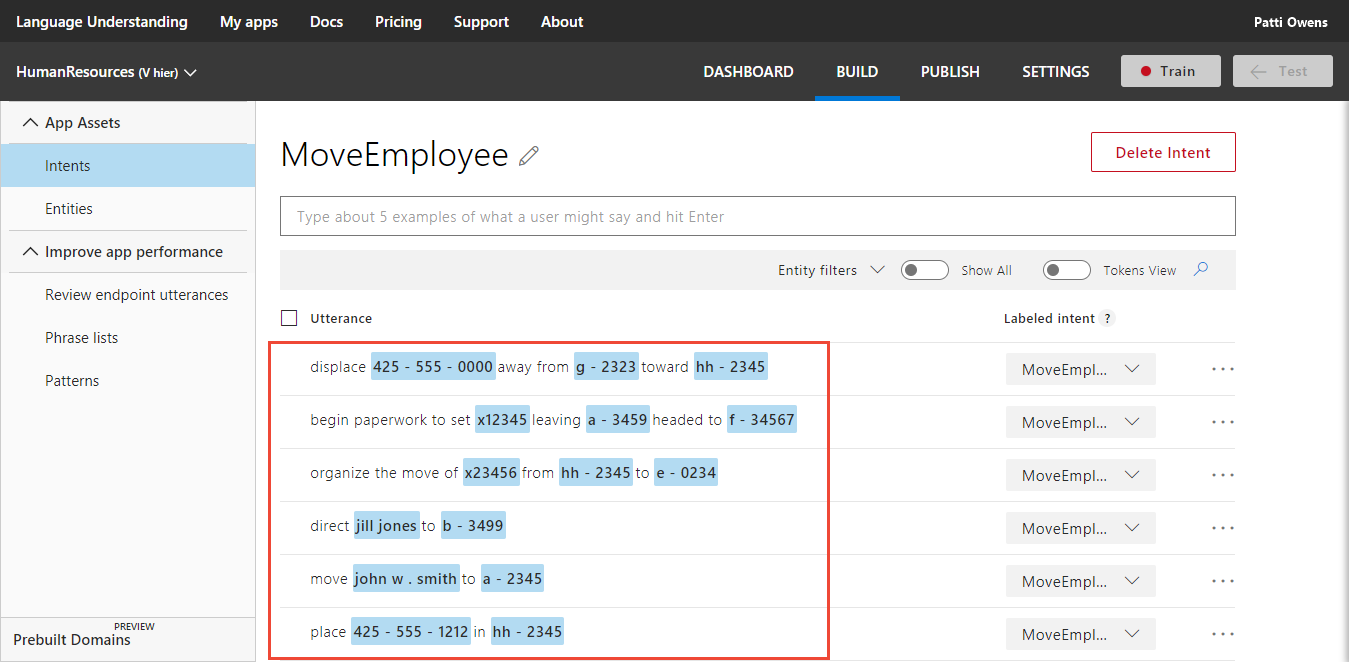 Language Understanding My apps Docs Pricing Support About Patti Owens
HumanResources (V hier) DASHBOARD BUILD PUBLISH SETTINGS Train Test
App Assets
Intents
Entities
Improve app performance
Review endpoint utterances
Phrase lists
Patterns
PREVIEW
Prebuilt Domains
MoveEmployee Delete Intent
Type about 5 examples of what a user might say and hit Enter
Entity filters Show All Tokens View
Utterance Labeled intent ?
displace 425 - 555 - 0000 away from g - 2323 toward hh - 2345 MoveEmpl... ...
begin paperwork to set x12345 leaving a - 3459 headed to f - 34567 MoveEmpl... ...
organize the move of x23456 from hh - 2345 to e - 0234 MoveEmpl... ...
direct jill jones to b - 3499 MoveEmpl... ...
move john w . smith to a - 2345 MoveEmpl... ...
place 425 - 555 - 1212 in hh - 2345 MoveEmpl... ...